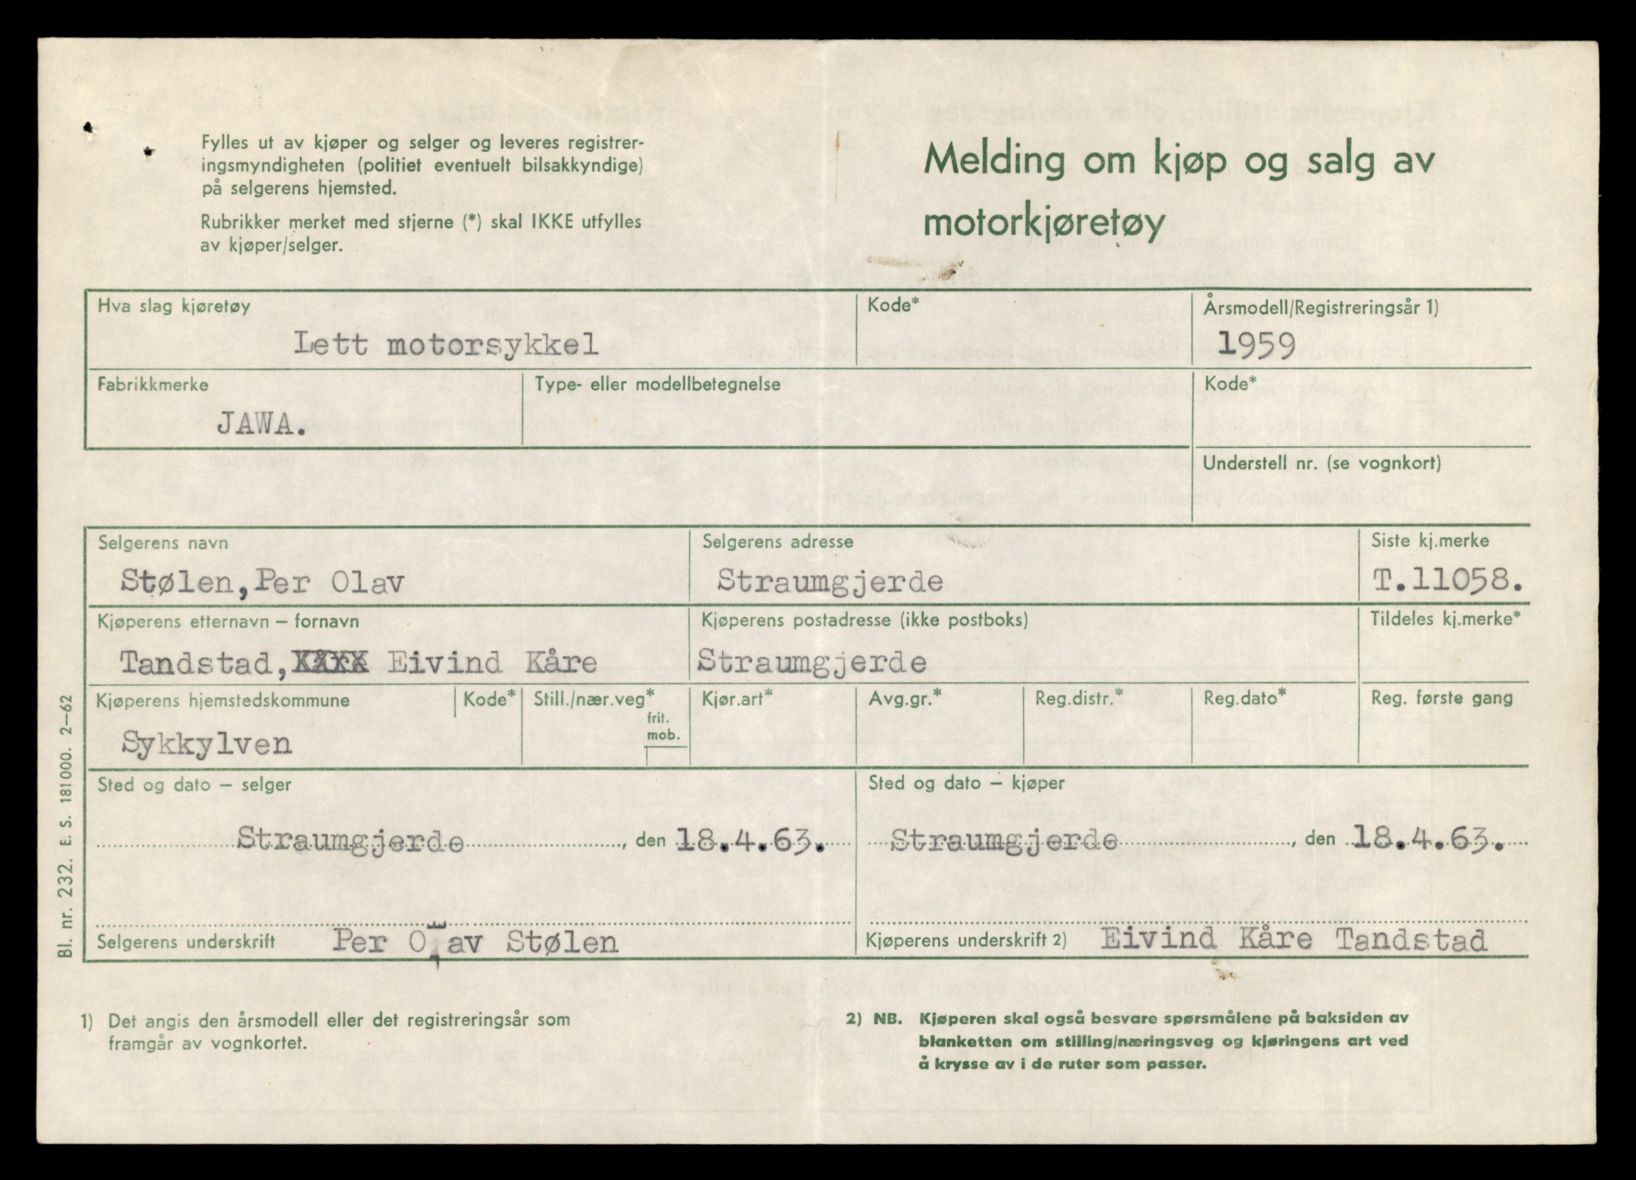 Fylles ut av kjøper og selger og leveres registrer-
ingsmyndigheten (politiet eventuelt bilsakkyndige)
på selgerens hjemsted.
Rubrikker merket med stjerne (*) skal IKKE utfylles
av kjøper/selger.
Melding om kjøp og salg av
motorkjøretøy
Hva slag kjøretøy
Kode*
Årsmodell/Registreringsår 1)
Lett motorsykkel
1959
Fabrikkmerke
Type- eller modellbetegnelse
Kode*
JAWA.
Understell nr. (se vognkort)
Selgerens navn
Selgerens adresse
Siste kj.merke
Stølen,Per Olav
Straumgjerde
T.11058.
Kjøperens etternavn – fornavn
Kjøperens postadresse (ikke postboks)
Tildeles kj.merke*
Tandstad, Eivind Kåre
Straumgjerde
Kjøperens hjemstedskommune
Kode*
Still./nær.veg*
Kjør.art*
Avg.gr.*
Reg.distr.*
Reg.dato*
Reg. første gang
frit.
mob.
Sykkylven
Sted og dato – selger
Sted og dato – kjøper
Straumgjerde, den 18.4.63.
Straumgjerde, den 18.4.63.
Selgerens underskrift Per Olav Stølen
Kjøperens underskrift 2) Eivind Kåre Tandstad
Bl. nr. 232. E. S. 181000. 2–62
1) Det angis den årsmodell eller det registreringsår som
framgår av vognkortet.
2) NB. Kjøperen skal også besvare spørsmålene på baksiden av
blanketten om stilling/næringsveg og kjøringens art ved
å krysse av i de ruter som passer.